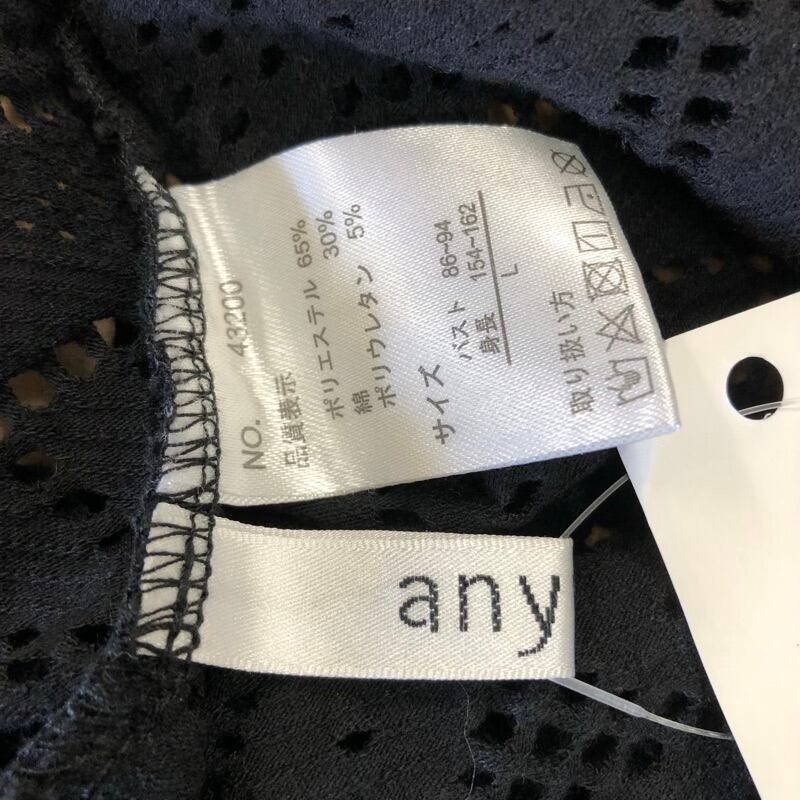 NO. 43200
品質表示
ポリエステル 65%
綿 30%
ポリウレタン 5%
サイズ
バスト 86-94
身長 154-162
L
取り扱い方
any